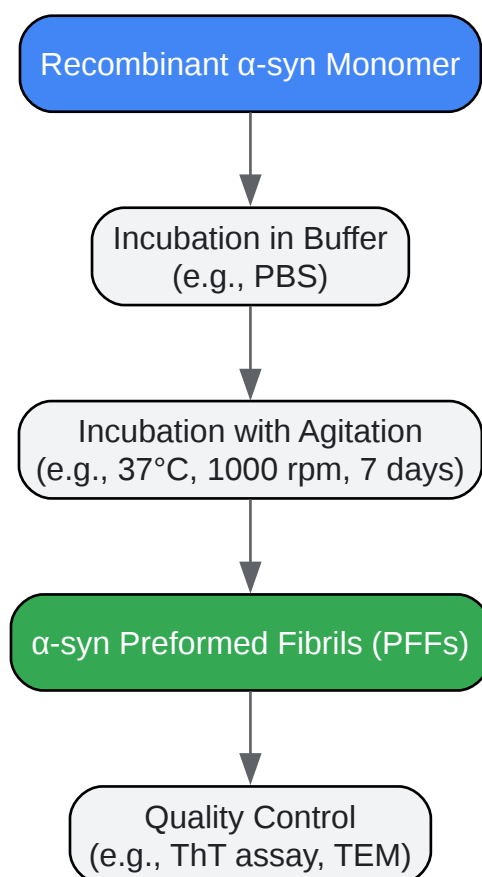 Recombinant α-syn Monomer
Incubation in Buffer
(e.g., PBS)
Incubation with Agitation
(e.g., 37°C, 1000 rpm, 7 days)
α-syn Preformed Fibrils (PFFs)
Quality Control
(e.g., ThT assay, TEM)